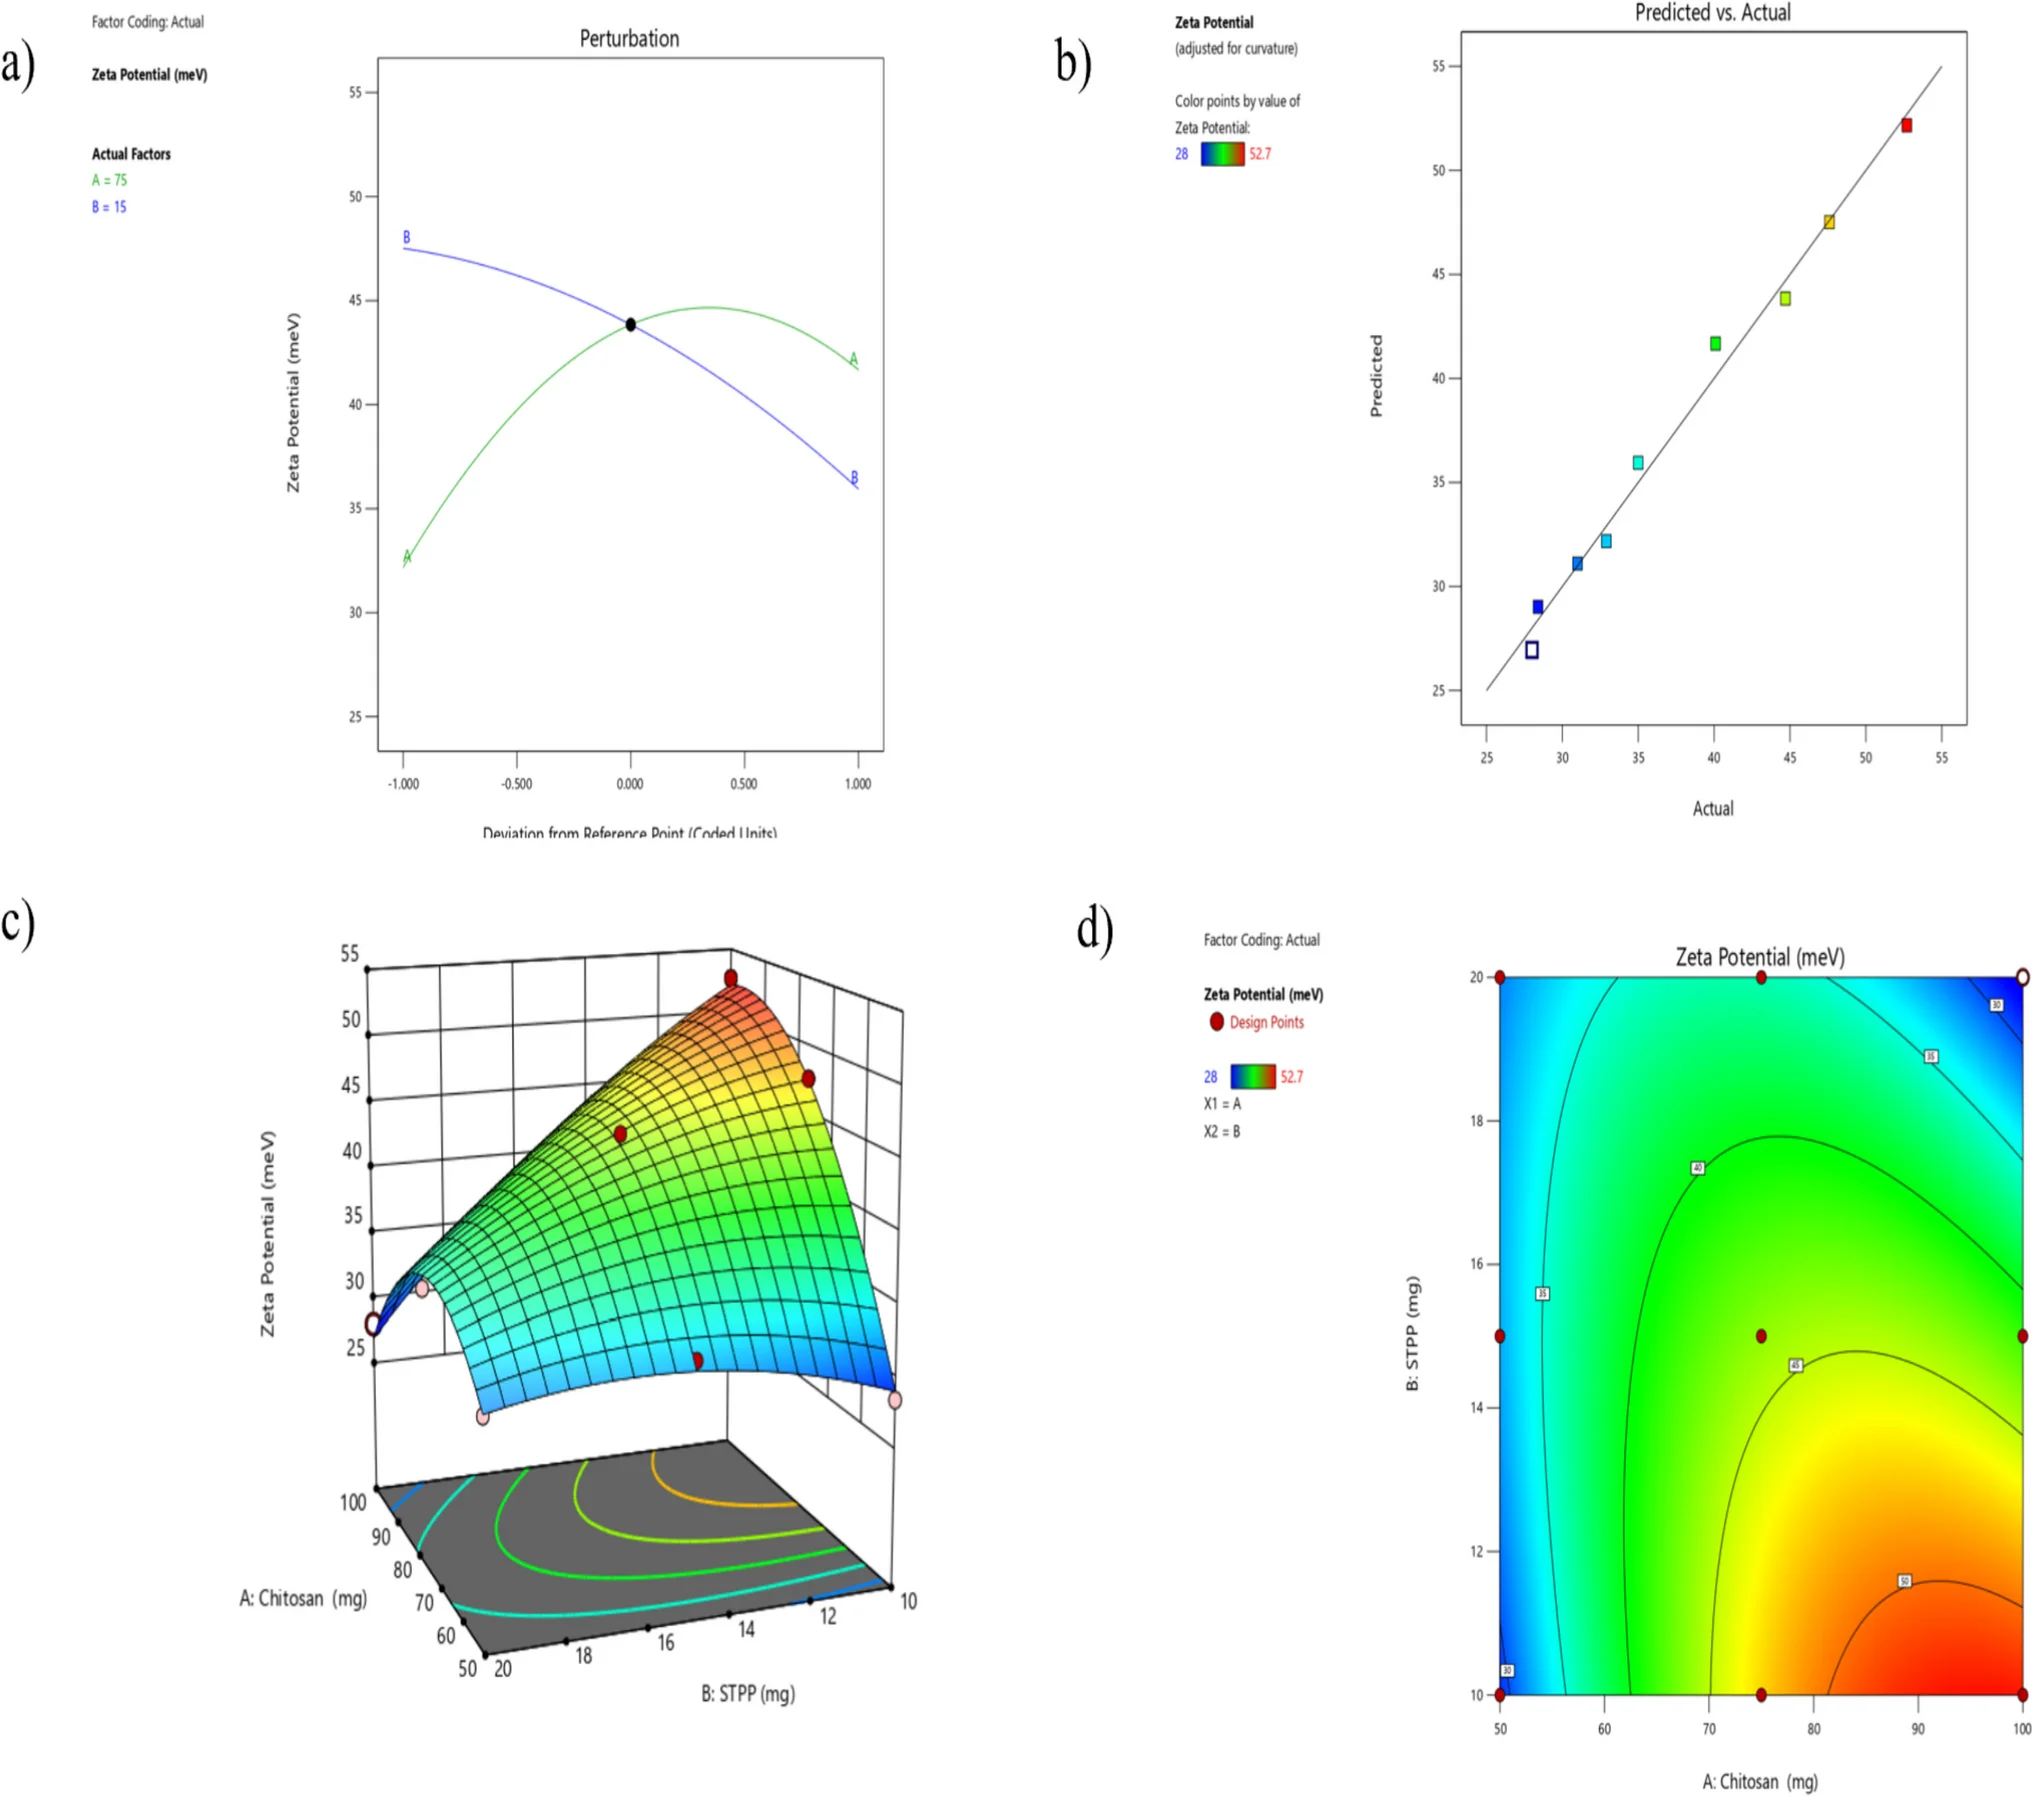 a)
Factor Coding: Actual
Zeta Potential (meV)
Actual Factors
A = 75
B = 15
Perturbation
Zeta Potential (meV)
55
50
45
40
35
30
25
B
A
A
B
-1.000
-0.500
0.000
0.500
1.000
Deviation from Reference Point (Coded Units)
b)
Zeta Potential
(adjusted for curvature)
Color points by value of
Zeta Potential:
28
52.7
Predicted vs. Actual
Predicted
55
50
45
40
35
30
25
25
30
35
40
45
50
55
Actual
c)
Zeta Potential (meV)
55
50
45
40
35
30
25
100
90
80
70
60
50
A: Chitosan (mg)
20
18
16
14
12
10
B: STPP (mg)
d)
Factor Coding: Actual
Zeta Potential (meV)
Design Points
28
52.7
X1 = A
X2 = B
Zeta Potential (meV)
B: STPP (mg)
20
18
16
14
12
10
30
35
40
35
45
50
30
50
60
70
80
90
100
A: Chitosan (mg)